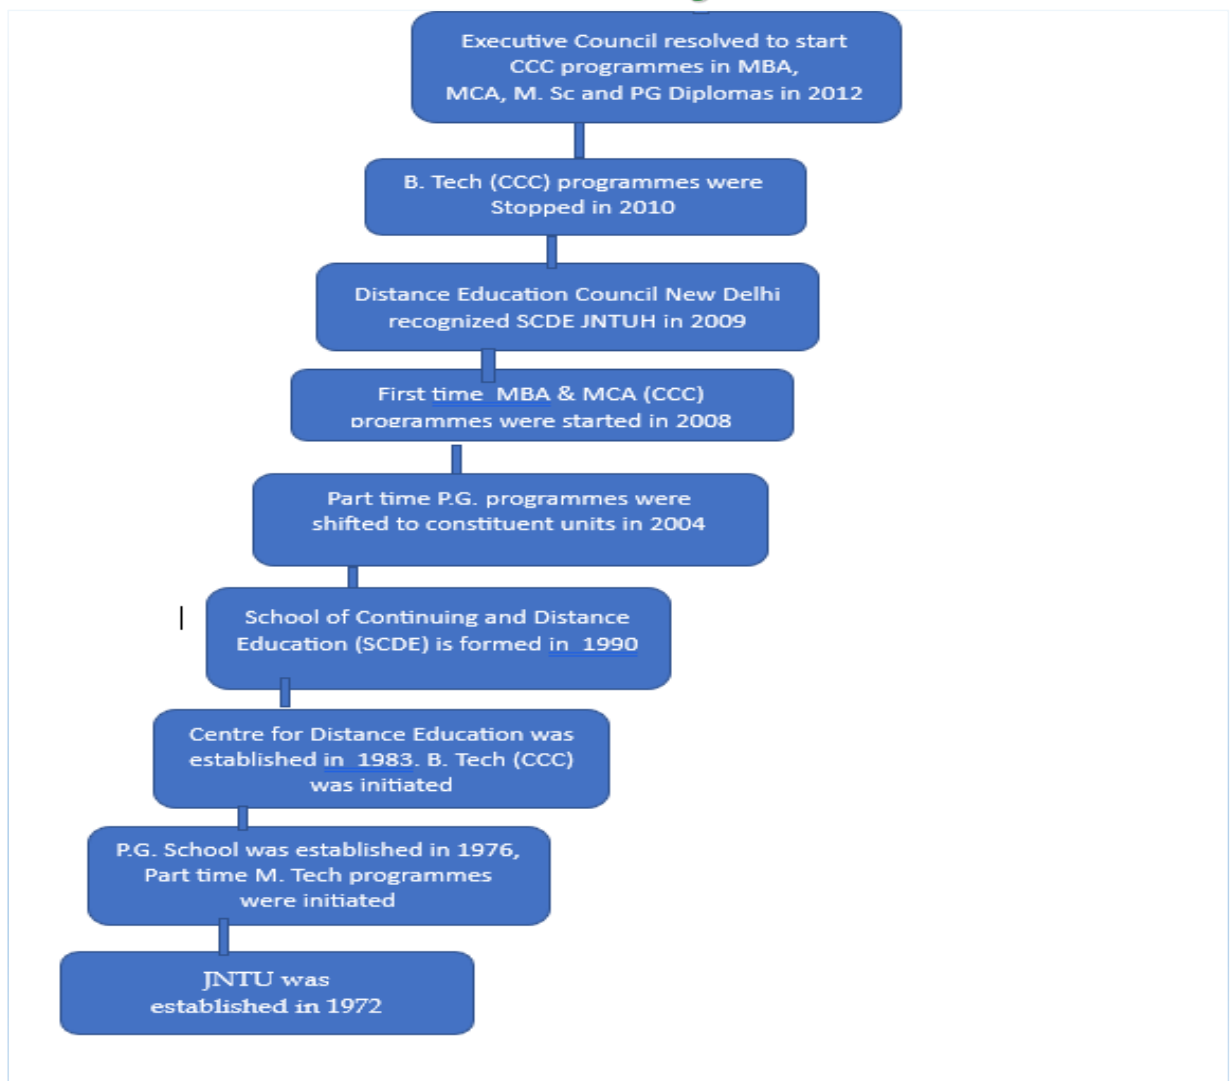 Executive Council resolved to start
CCC programmes in MBA,
MCA, M. Sc and PG Diplomas in 2012
B. Tech (CCC) programmes were
Stopped in 2010
Distance Education Council New Delhi
recognized SCDE JNTUH in 2009
First time MBA & MCA (CCC)
programmes were started in 2008
Part time P.G. programmes were
shifted to constituent units in 2004
School of Continuing and Distance
Education (SCDE) is formed in 1990
Centre for Distance Education was
established in 1983. B. Tech (CCC)
was initiated
P.G. School was established in 1976,
Part time M. Tech programmes
were initiated
JNTU was
established in 1972